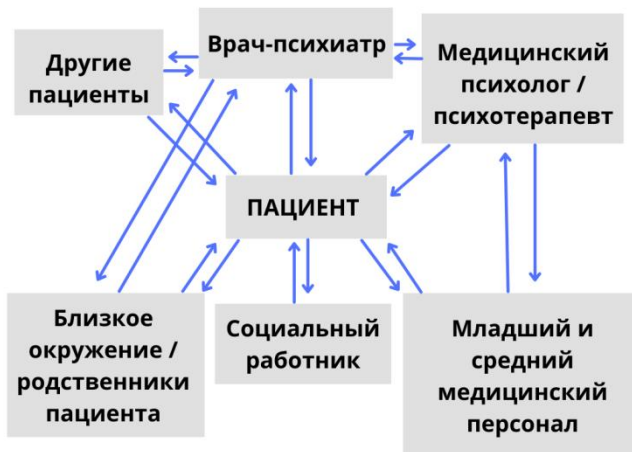 Врач-психиатр
Другие
пациенты
Медицинский
психолог /
психотерапевт
ПАЦИЕНТ
Близкое
окружение /
родственники
пациента
Социальный
работник
Младший и
средний
медицинский
персонал